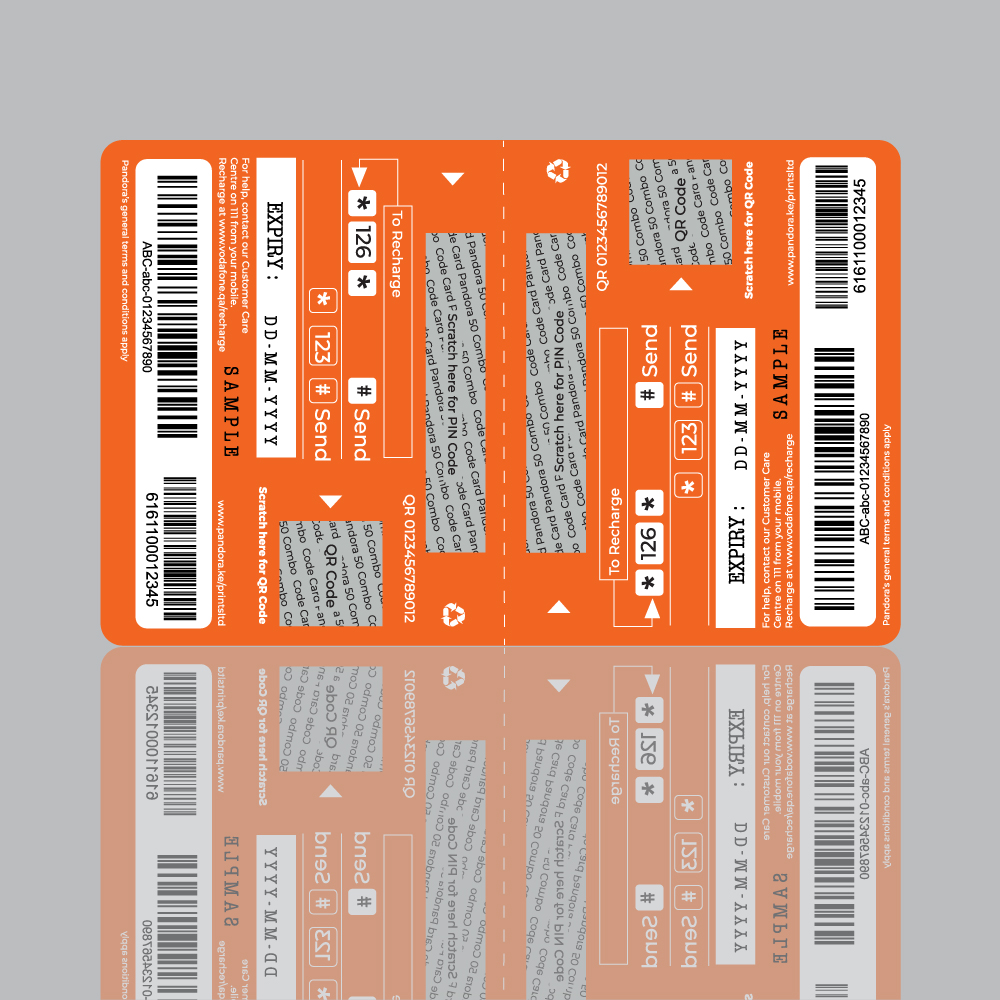 Pandora's general terms and conditions apply
ABC-abc-01234567890
6161100012345
For help, contact our Customer Care
Centre on 111 from your mobile.
Recharge at www.vodafone.qa/recharge
SAMPLE
www.pandora.ke/printsltd
EXPIRY: DD-MM-YYYY
Scratch here for QR Code
* 123 # Send
* 126 * # Send
To Recharge
QR Code
QR 0123456789012
Scratch here for PIN Code
Scratch here for PIN Code
QR 0123456789012
QR Code
Scratch here for QR Code
To Recharge
* 126 * # Send
* 123 # Send
EXPIRY: DD-MM-YYYY
For help, contact our Customer Care
Centre on 111 from your mobile.
Recharge at www.vodafone.qa/recharge
SAMPLE
www.pandora.ke/printsltd
6161100012345
ABC-abc-01234567890
Pandora's general terms and conditions apply